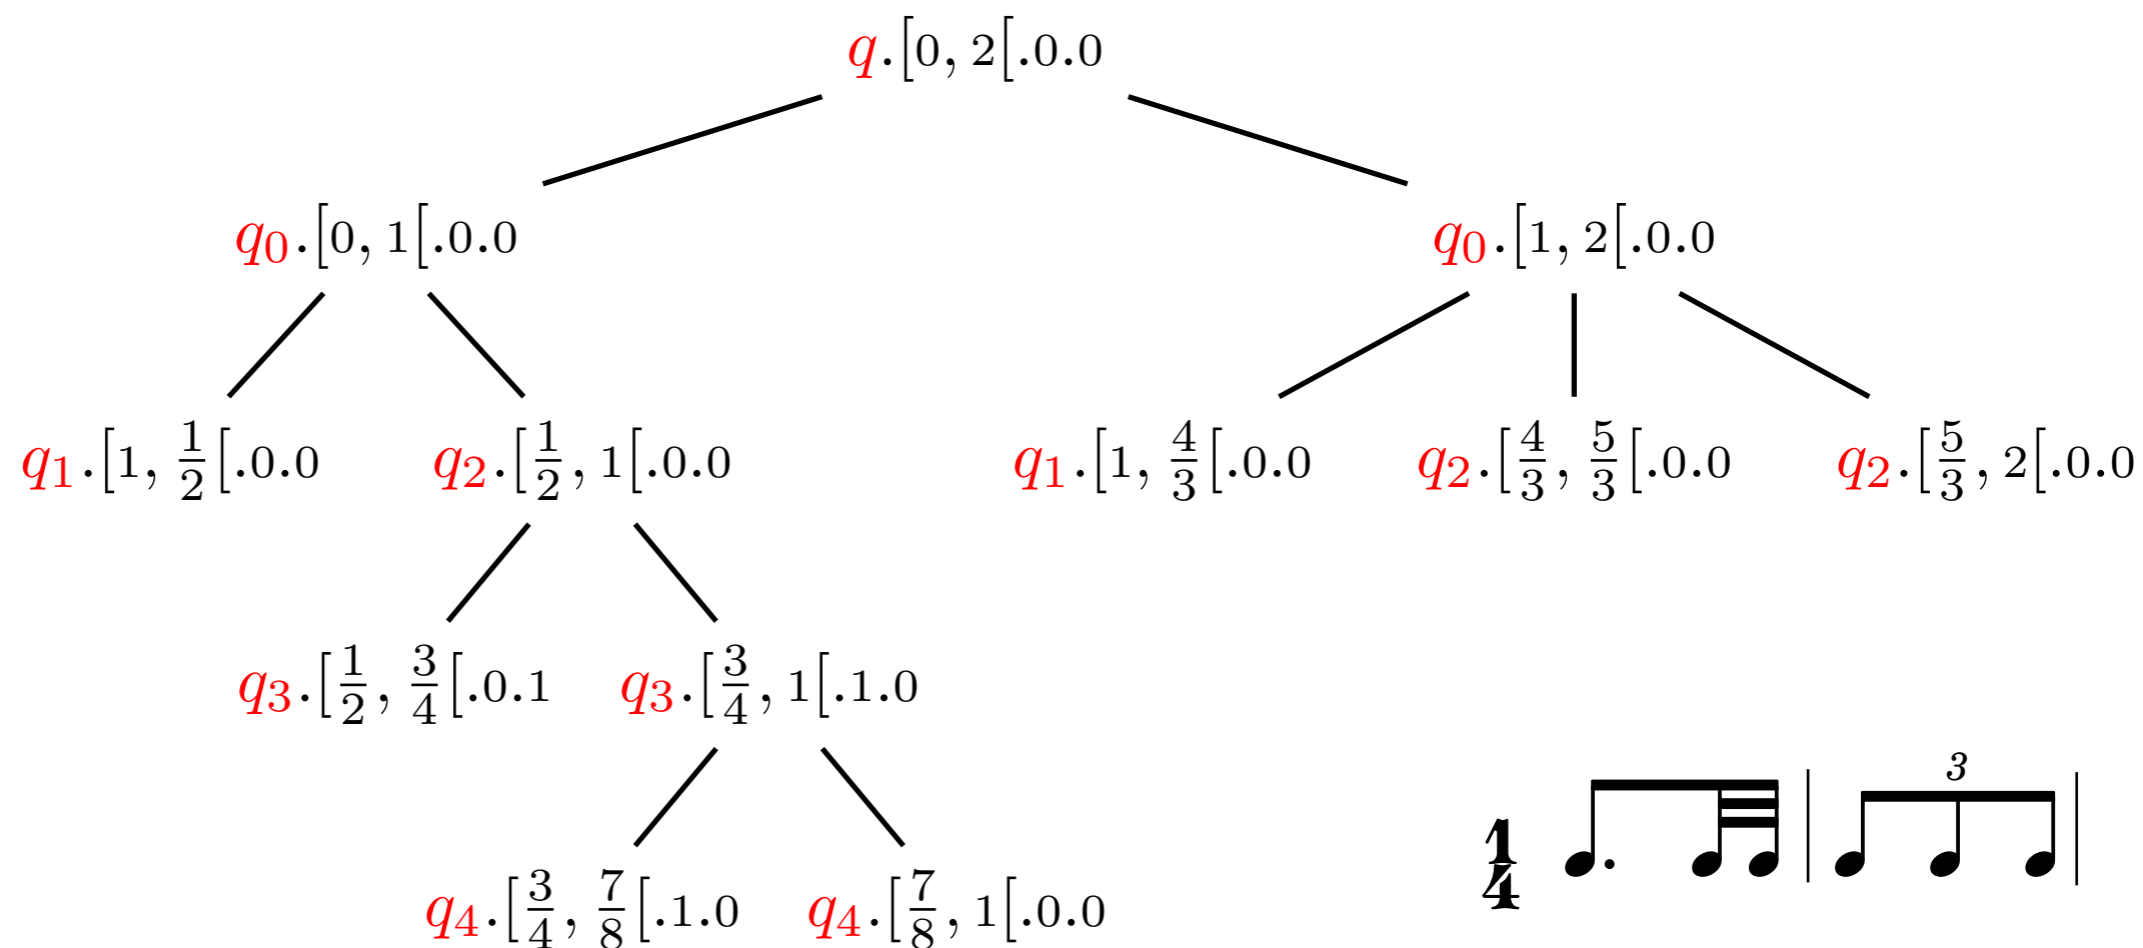 q.[0, 2[.0.0
q₀.[0, 1[.0.0 q₀.[1, 2[.0.0
q₁.[1, 1/2[.0.0 q₂.[1/2, 1[.0.0 q₁.[1, 4/3[.0.0 q₂.[4/3, 5/3[.0.0 q₂.[5/3, 2[.0.0
q₃.[1/2, 3/4[.0.1 q₃.[3/4, 1[.1.0
3
1/4
q₄.[3/4, 7/8[.1.0 q₄.[7/8, 1[.0.0